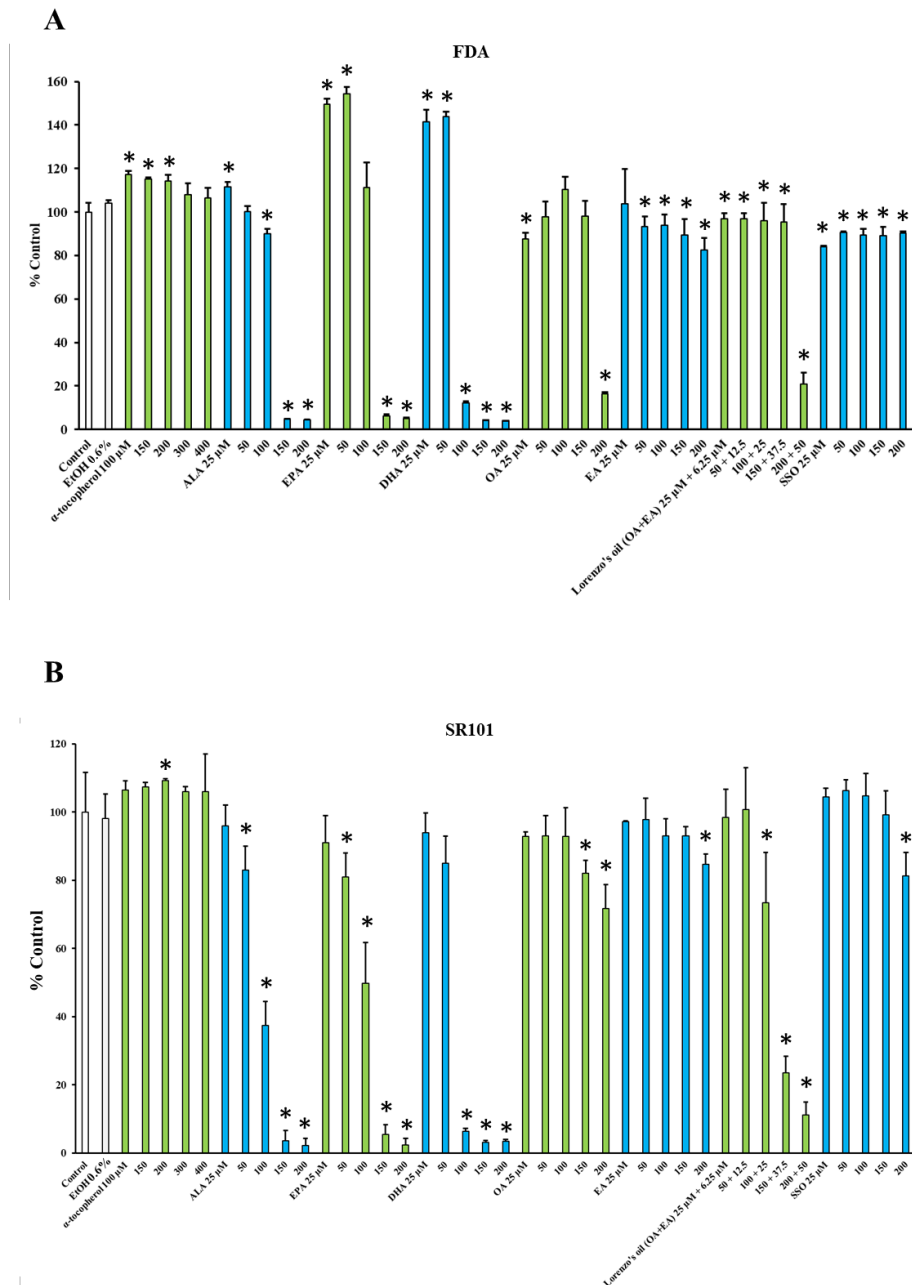 A
FDA
160
140
120
100
80
60
40
20
0
% Control
* * * * * * * * * * * * * * * * * * * * * * * * * * * * * *
Control
EtOH 0.6%
α-tocopherol100 µM
150
200
300
400
ALA 25 µM
50
100
150
200
EPA 25 µM
50
100
150
200
DHA 25 µM
50
100
150
200
OA 25 µM
50
100
150
200
EA 25 µM
50
100
150
200
Lorenzo's oil (OA+EA) 25 µM + 6.25 µM
50 + 12.5
100 + 25
150 + 37.5
200 + 50
SSO 25 µM
50
100
150
200
B
SR101
120
100
80
60
40
20
0
% Control
* * * * * * * * * * * * * * * * * * * *
Control
EtOH 0.6%
α-tocopherol100 µM
150
200
300
400
ALA 25 µM
50
100
150
200
EPA 25 µM
50
100
150
200
DHA 25 µM
50
100
150
200
OA 25 µM
50
100
150
200
EA 25 µM
50
100
150
200
Lorenzo's oil (OA+EA) 25 µM + 6.25 µM
50 + 12.5
100 + 25
150 + 37.5
200 + 50
SSO 25 µM
50
100
150
200